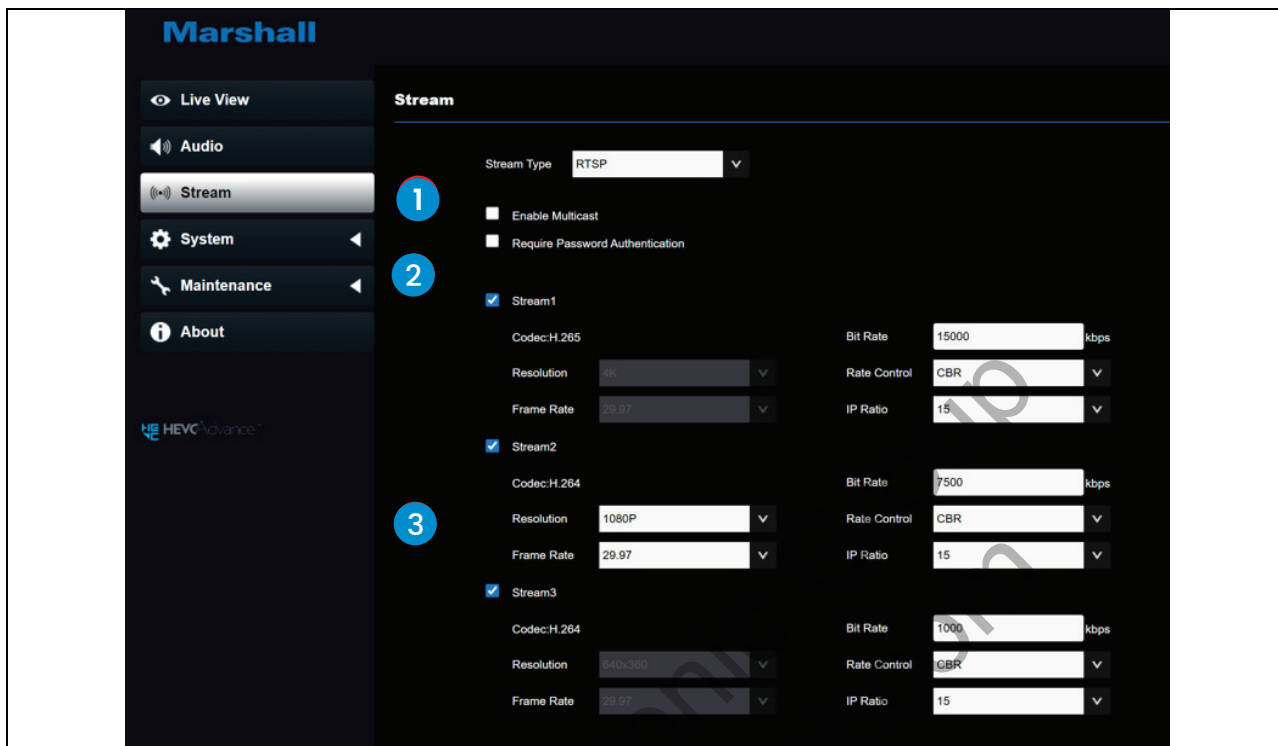 Marshall
Live View
Audio
Stream
System
Maintenance
About
HEVC Advance™
Stream
Stream Type RTSP
1
Enable Multicast
Require Password Authentication
2
Stream1
Codec:H.265 Bit Rate 15000 kbps
Resolution 4K Rate Control CBR
Frame Rate 29.97 IP Ratio 15
Stream2
Codec:H.264 Bit Rate 7500 kbps
3
Resolution 1080P Rate Control CBR
Frame Rate 29.97 IP Ratio 15
Stream3
Codec:H.264 Bit Rate 1000 kbps
Resolution 640x360 Rate Control CBR
Frame Rate 29.97 IP Ratio 15